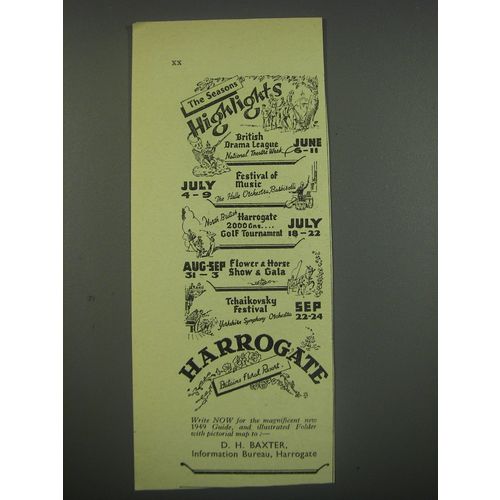 xx
The Seasons
Highlights
British
Drama League
National Theatre Week
JUNE
6-11
JULY
4-9
Festival of
Music
The Halle Orchestra, Barbirolli
North British
Harrogate
2000 Gns....
Golf Tournament
JULY
18-22
AUG-SEP
31 - 3
Flower & Horse
Show & Gala
Tchaikovsky
Festival
Yorkshire Symphony Orchestra
SEP
22-24
HARROGATE
Britains Floral Resort
Write NOW for the magnificent new
1949 Guide, and illustrated Folder
with pictorial map to :—
D. H. BAXTER,
Information Bureau, Harrogate